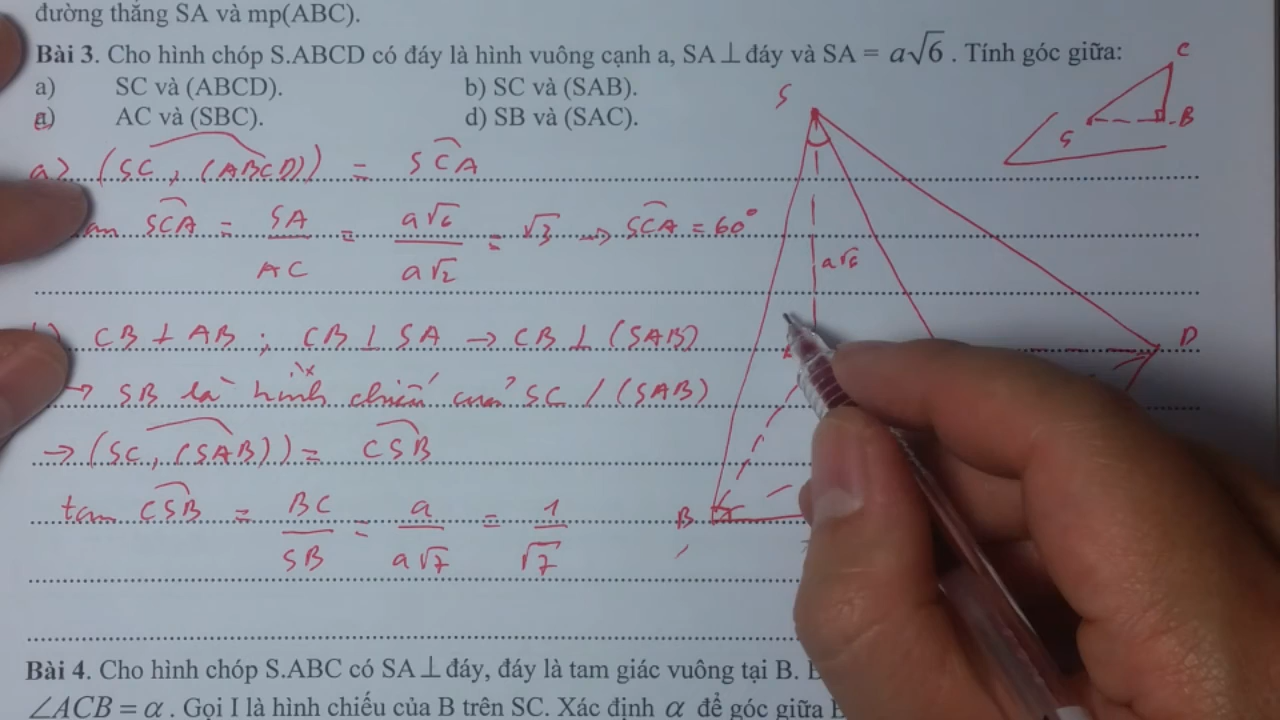 đường thẳng SA và mp(ABC).
Bài 3. Cho hình chóp S.ABCD có đáy là hình vuông cạnh a, SA ⊥ đáy và SA = a√6 . Tính góc giữa:
a) SC và (ABCD). b) SC và (SAB).
c) AC và (SBC). d) SB và (SAC).
a) (SC, (ABCD)) = SCA
an SCA = SA/AC = a√6/a√2 = √3 → SCA = 60°
CB ⊥ AB ; CB ⊥ SA → CB ⊥ (SAB)
→ SB là hình chiếu của SC / (SAB)
→ (SC, (SAB)) = CSB
tan CSB = BC/SB = a/a√7 = 1/√7
S
a√6
D
B
C
B
S
Bài 4. Cho hình chóp S.ABC có SA ⊥ đáy, đáy là tam giác vuông tại B.
∠ACB = α . Gọi I là hình chiếu của B trên SC. Xác định α để góc giữa